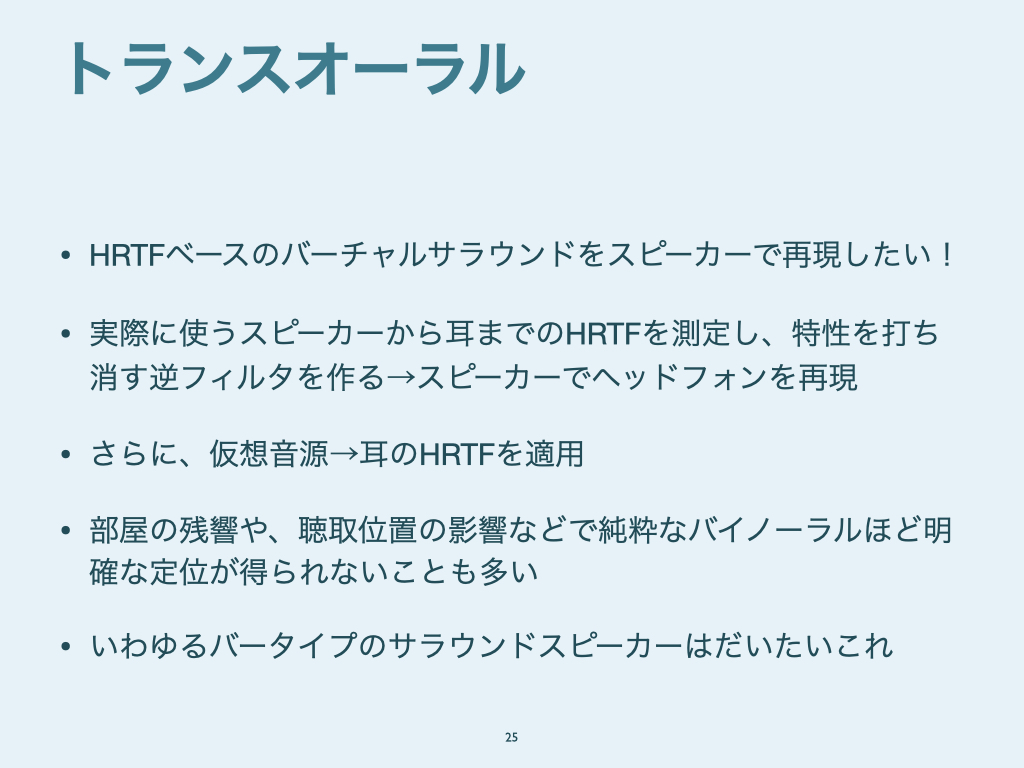 トランスオーラル
• HRTFベースのバーチャルサラウンドをスピーカーで再現したい！
• 実際に使うスピーカーから耳までのHRTFを測定し、特性を打ち
消す逆フィルタを作る→スピーカーでヘッドフォンを再現
• さらに、仮想音源→耳のHRTFを適用
• 部屋の残響や、聴取位置の影響などで純粋なバイノーラルほど明
確な定位が得られないことも多い
• いわゆるバータイプのサラウンドスピーカーはだいたいこれ
25